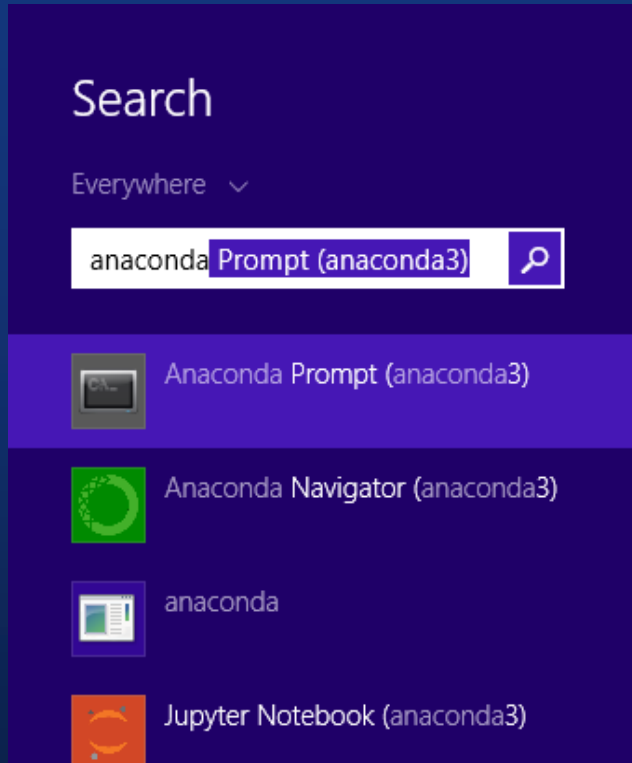 Search
Everywhere
anaconda Prompt (anaconda3)
Anaconda Prompt (anaconda3)
Anaconda Navigator (anaconda3)
anaconda
Jupyter Notebook (anaconda3)